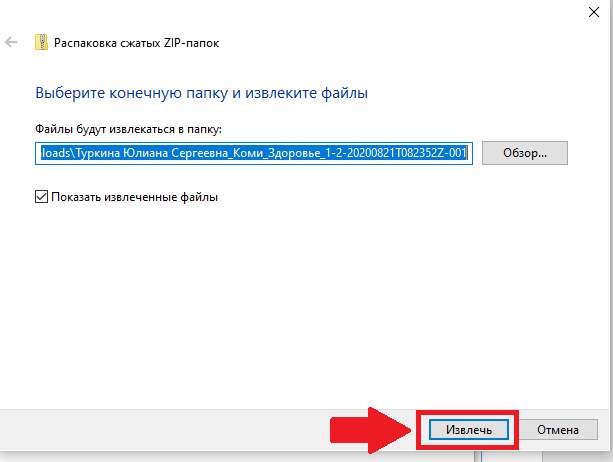 Распаковка сжатых ZIP-папок
Выберите конечную папку и извлеките файлы
Файлы будут извлекаться в папку:
loads\Туркина Юлиана Сергеевна_Коми_Здоровье_1-2-20200821T082352Z-001
Обзор...
Показать извлеченные файлы
Извлечь
Отмена